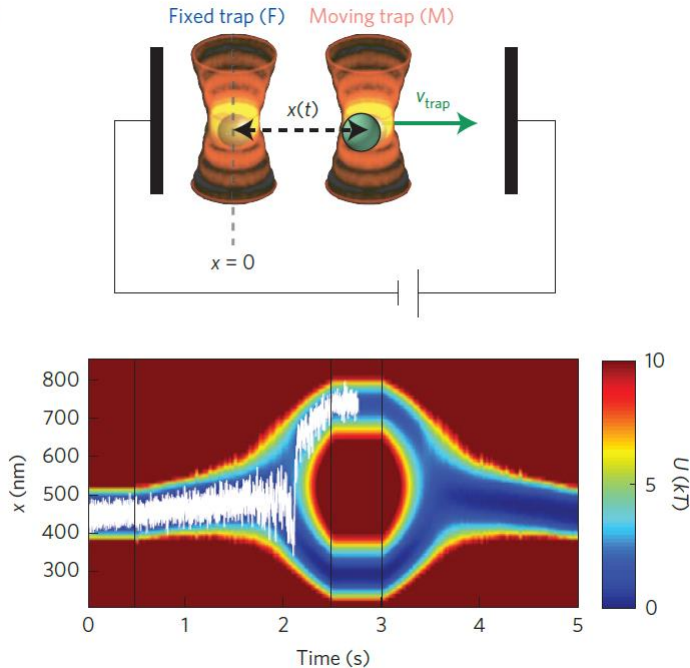 Fixed trap (F) Moving trap (M)
x(t)
v_trap
x = 0
800
700
600
500
400
300
x (nm)
0 1 2 3 4 5
Time (s)
10
5
0
U (kT)